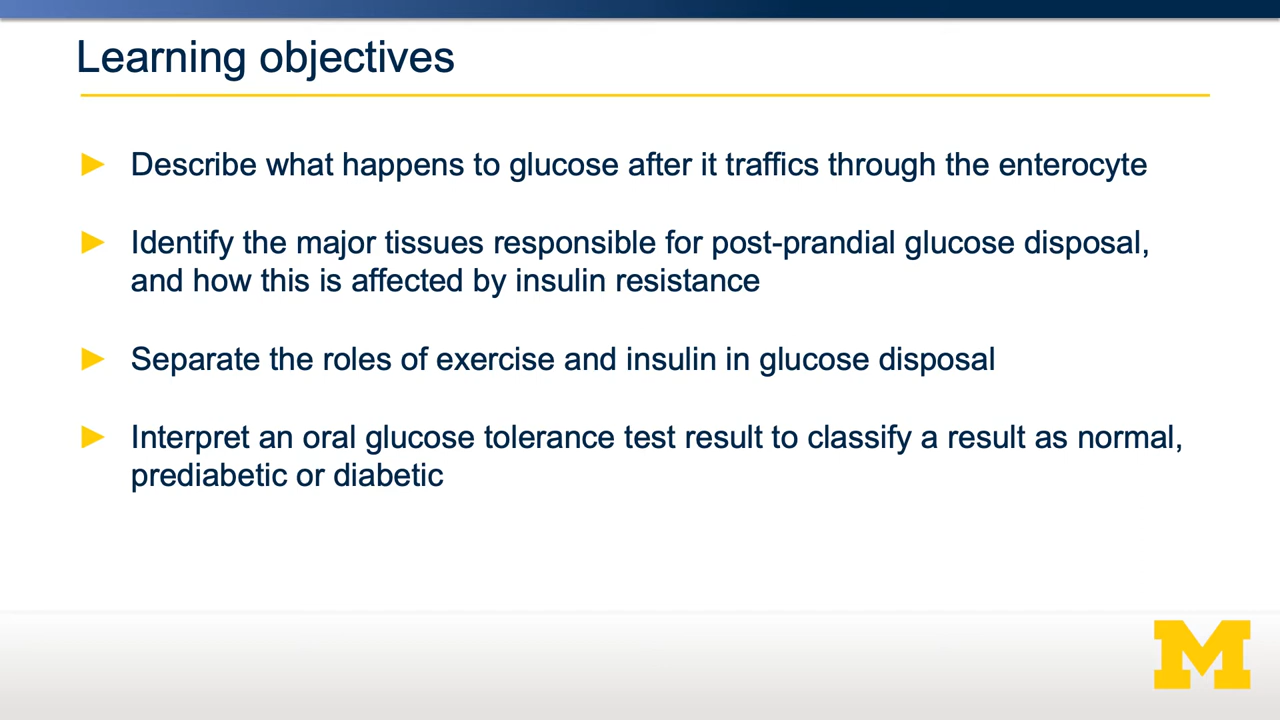 Learning objectives
Describe what happens to glucose after it traffics through the enterocyte
Identify the major tissues responsible for post-prandial glucose disposal,
and how this is affected by insulin resistance
Separate the roles of exercise and insulin in glucose disposal
Interpret an oral glucose tolerance test result to classify a result as normal,
prediabetic or diabetic
M